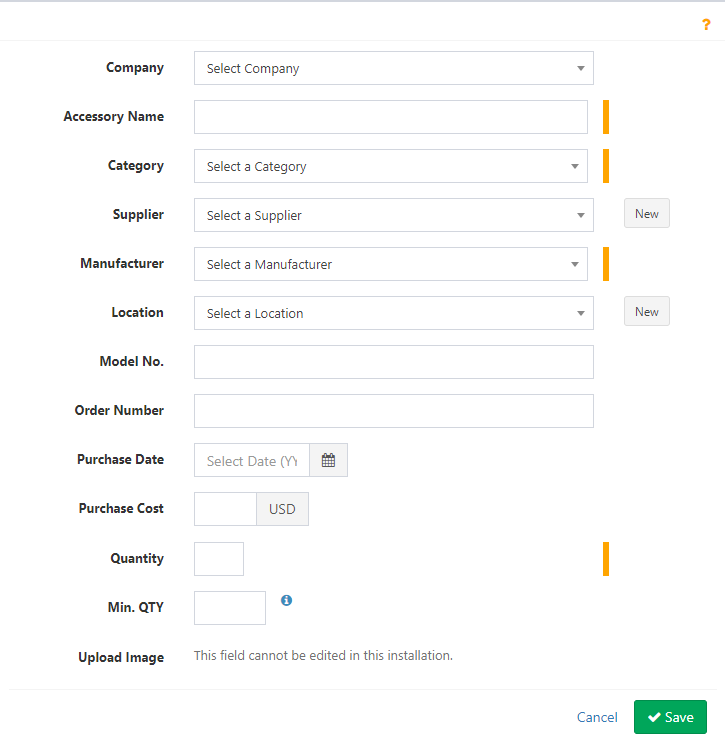 ?
Company Select Company
Accessory Name
Category Select a Category
Supplier Select a Supplier New
Manufacturer Select a Manufacturer
Location Select a Location New
Model No.
Order Number
Purchase Date Select Date (YY
Purchase Cost USD
Quantity
Min. QTY
Upload Image This field cannot be edited in this installation.
Cancel Save